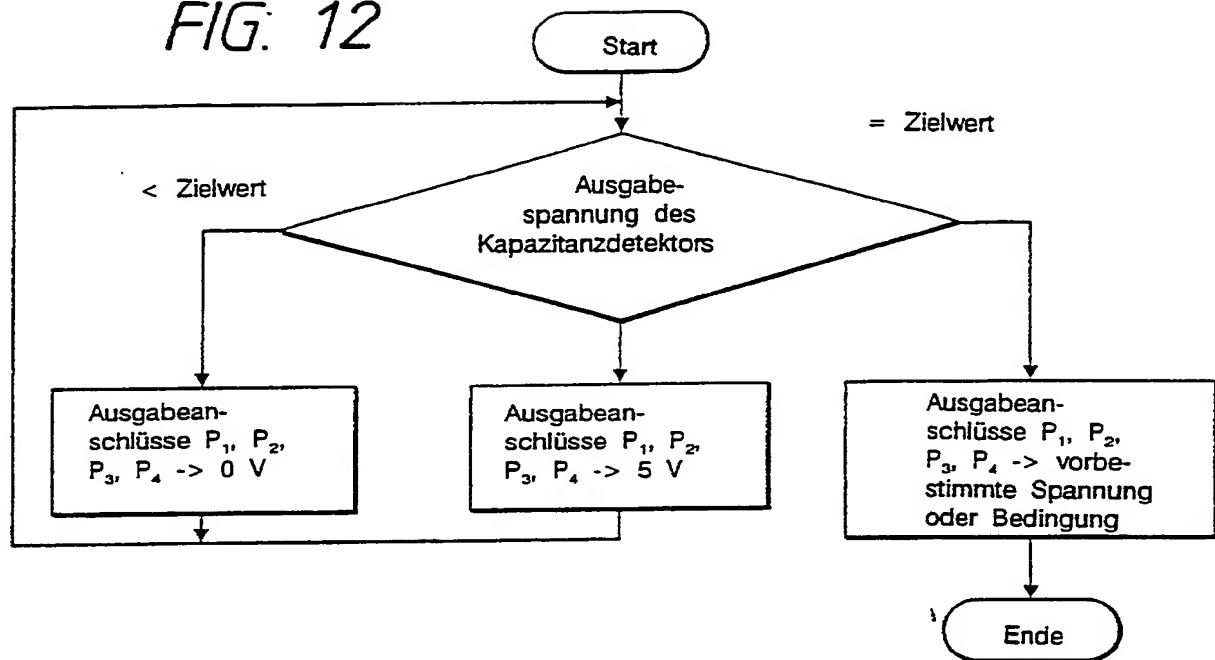 FIG. 12
Start
= Zielwert
< Zielwert
Ausgabe-
spannung des
Kapazitanzdetektors
Ausgabean-
schlüsse P₁, P₂,
P₃, P₄ -> 0 V
Ausgabean-
schlüsse P₁, P₂,
P₃, P₄ -> 5 V
Ausgabean-
schlüsse P₁, P₂,
P₃, P₄ -> vorbe-
stimmte Spannung
oder Bedingung
Ende